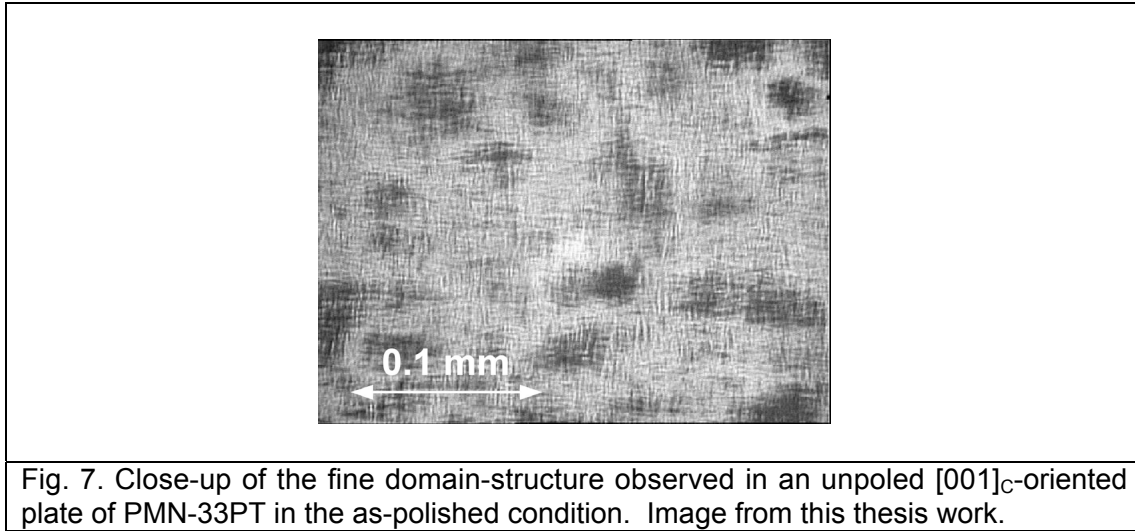 0.1 mm
Fig. 7. Close-up of the fine domain-structure observed in an unpoled [001]C-oriented
plate of PMN-33PT in the as-polished condition.  Image from this thesis work.